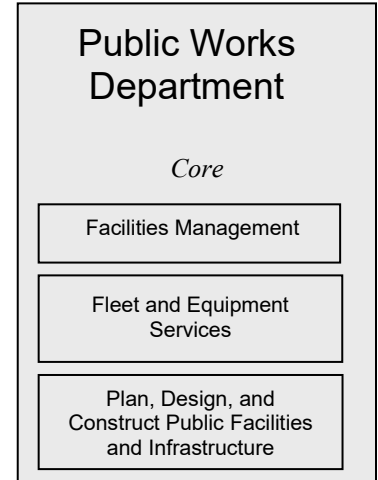 Public Works
Department
Core
Facilities Management
Fleet and Equipment
Services
Plan, Design, and
Construct Public Facilities
and Infrastructure